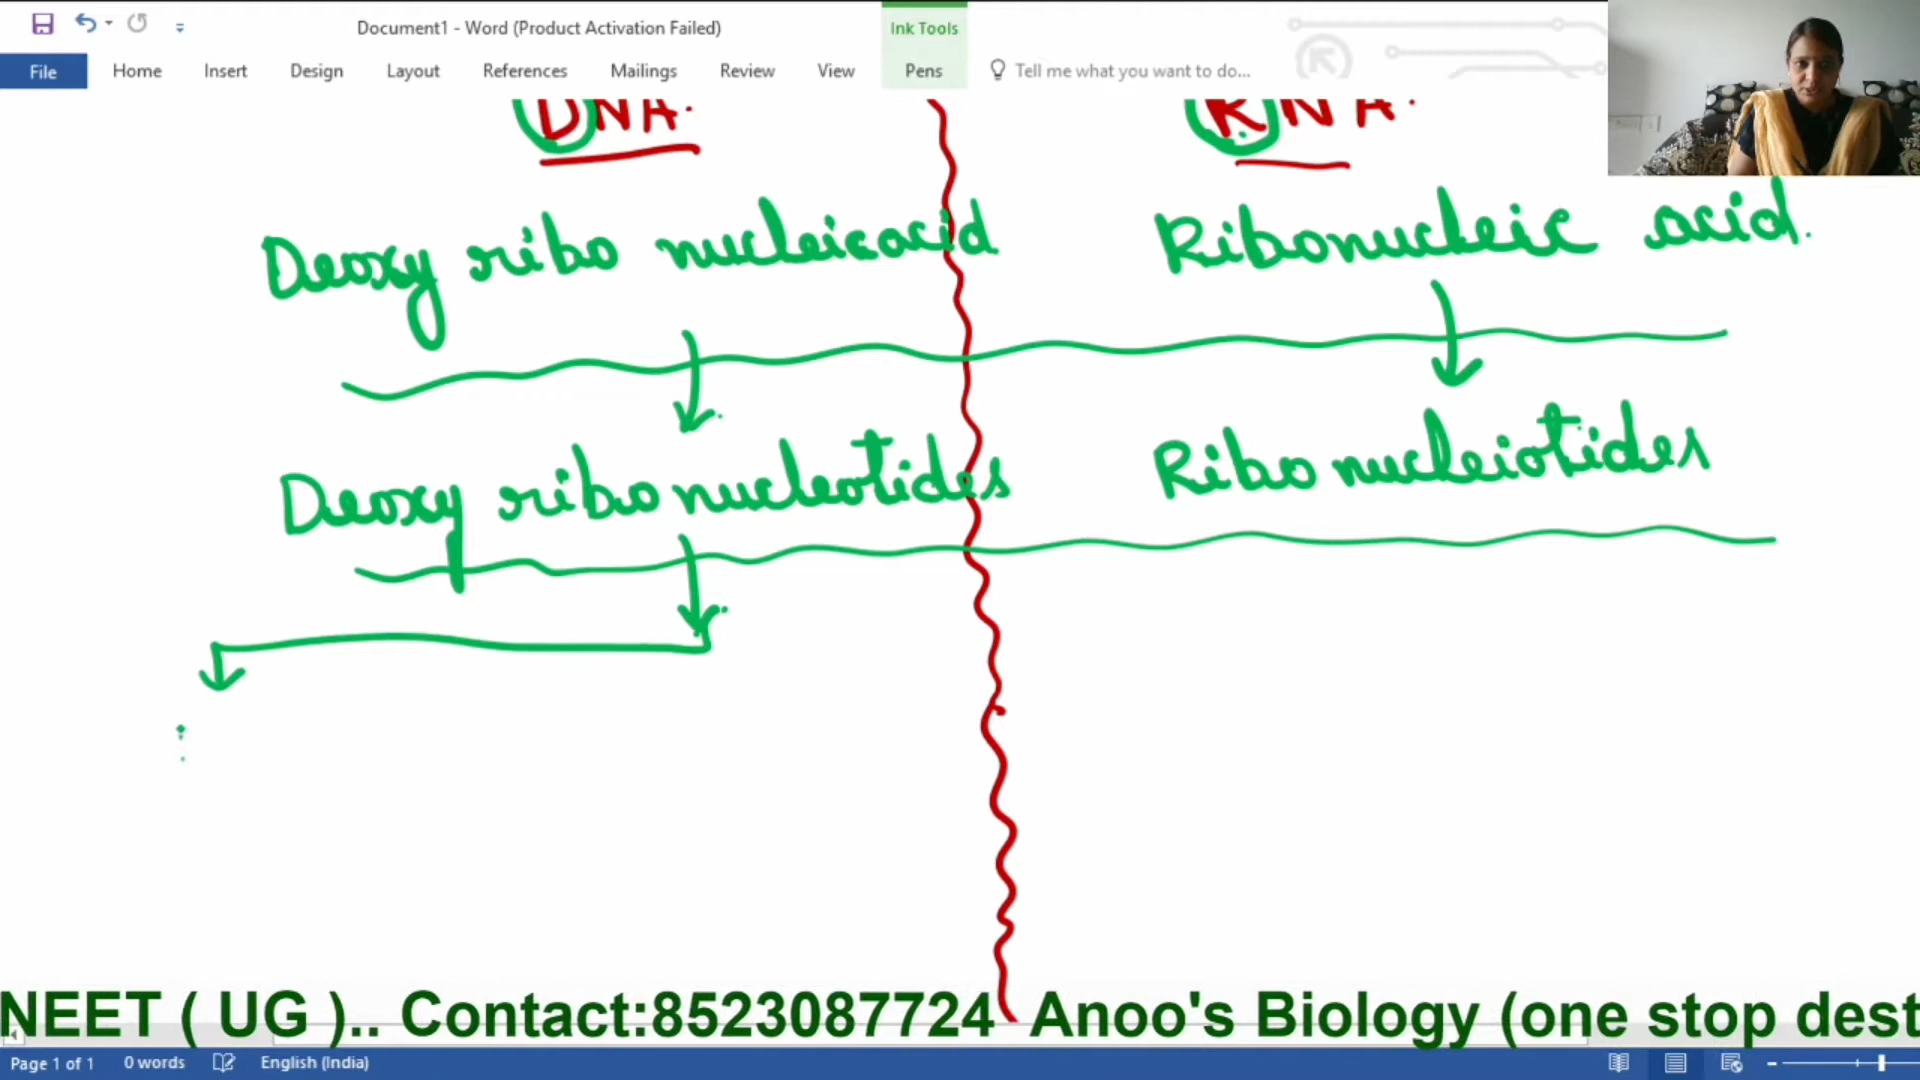 Document1 - Word (Product Activation Failed)
Ink Tools
File Home Insert Design Layout References Mailings Review View Pens Tell me what you want to do...
DNA. RNA.
Deoxy ribo nucleicacid Ribonucleic acid.
Deoxy ribo nucleotides Ribo nucleiotides
NEET ( UG ).. Contact:8523087724 Anoo's Biology (one stop dest
Page 1 of 1 0 words English (India)